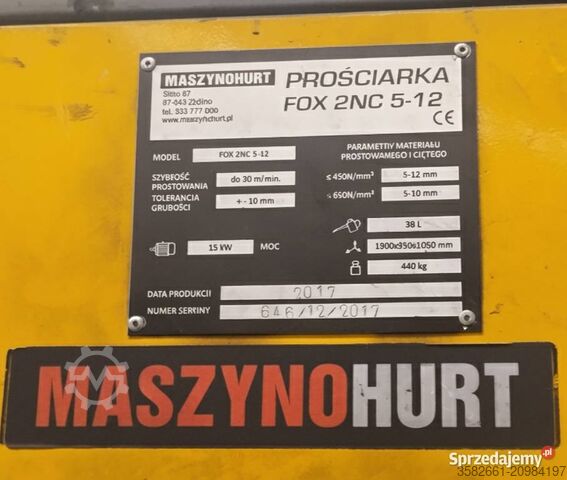 MASZYNOHURT
PROŚCIARKA
FOX 2NC 5-12
Sitno 87
87-643 Zbójno
tel. 533 777 000
www.maszynohurt.pl
CE
MODEL FOX 2NC 5-12
SZYBKOŚĆ
PROSTOWANIA do 30 m/min.
TOLERANCJA
GRUBOŚCI + - 10 mm
15 kW MOC
PARAMETRY MATERIAŁU
PROSTOWAMEGO I CIĘTEGO
≤ 450N/mm² 5-12 mm
≤ 650N/mm² 5-10 mm
38 L
1900x950x1050 mm
440 kg
DATA PRODUKCJI 2017
NUMER SERYJNY 646/12/2017
MASZYNOHURT
Sprzedajemy.pl
3582661-20984197